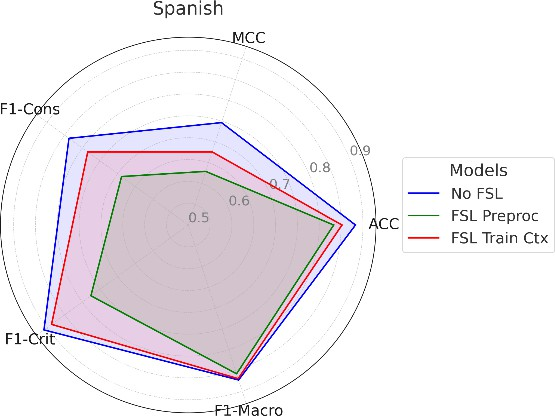 Spanish
MCC
F1-Cons
0.9
0.8
0.7
0.6
0.5
ACC
F1-Crit
F1-Macro
Models
No FSL
FSL Preproc
FSL Train Ctx